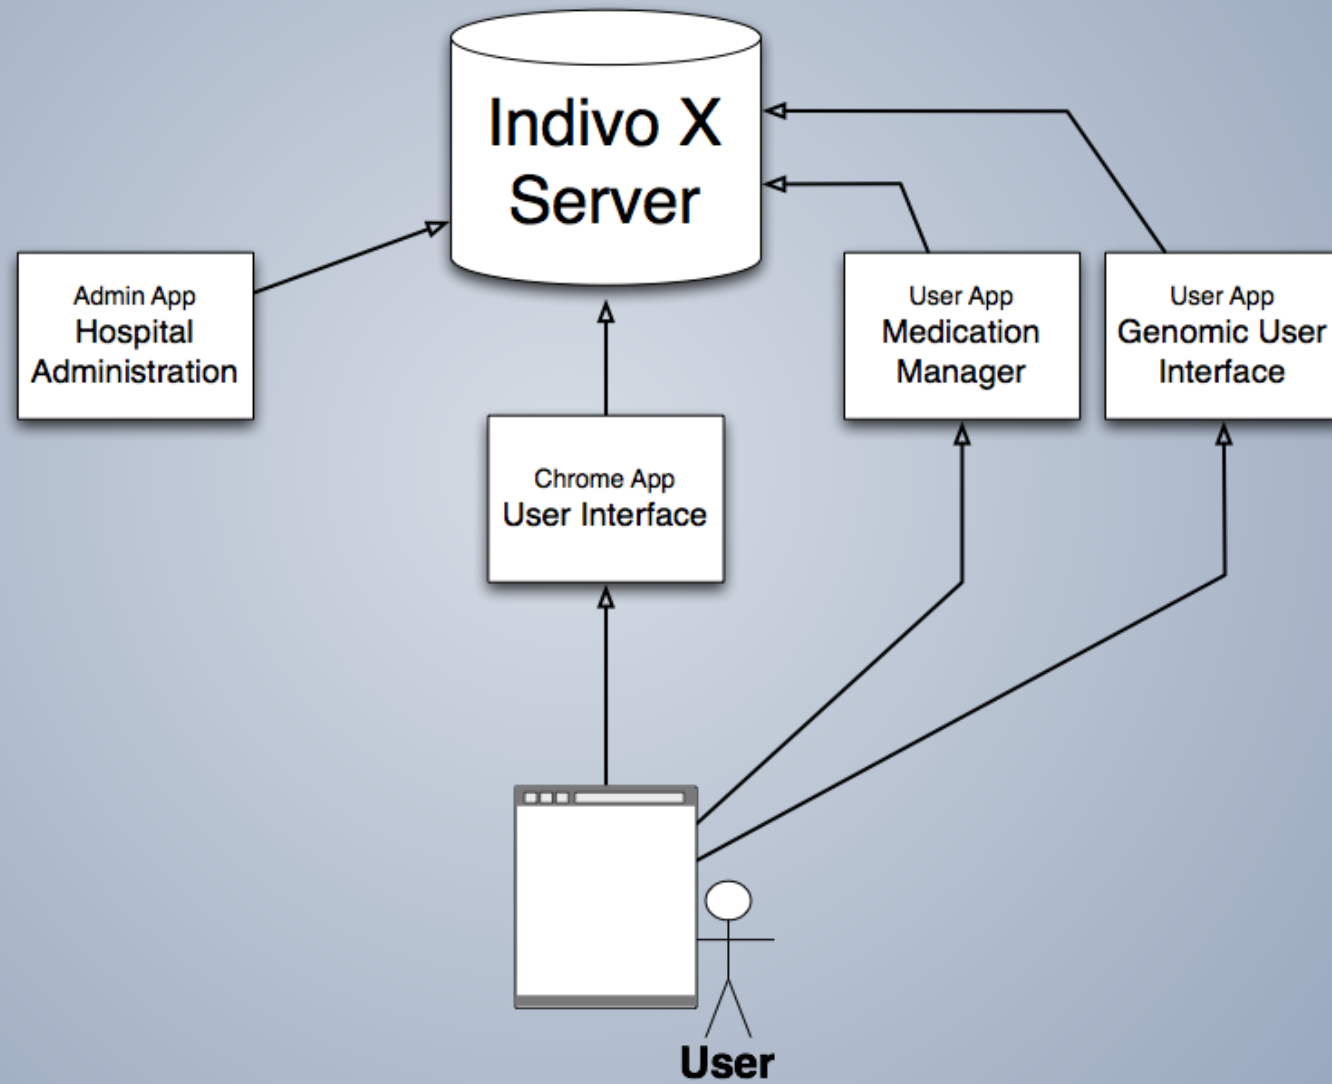 Indivo X
Server
Admin App
Hospital
Administration
User App
Medication
Manager
User App
Genomic User
Interface
Chrome App
User Interface
User